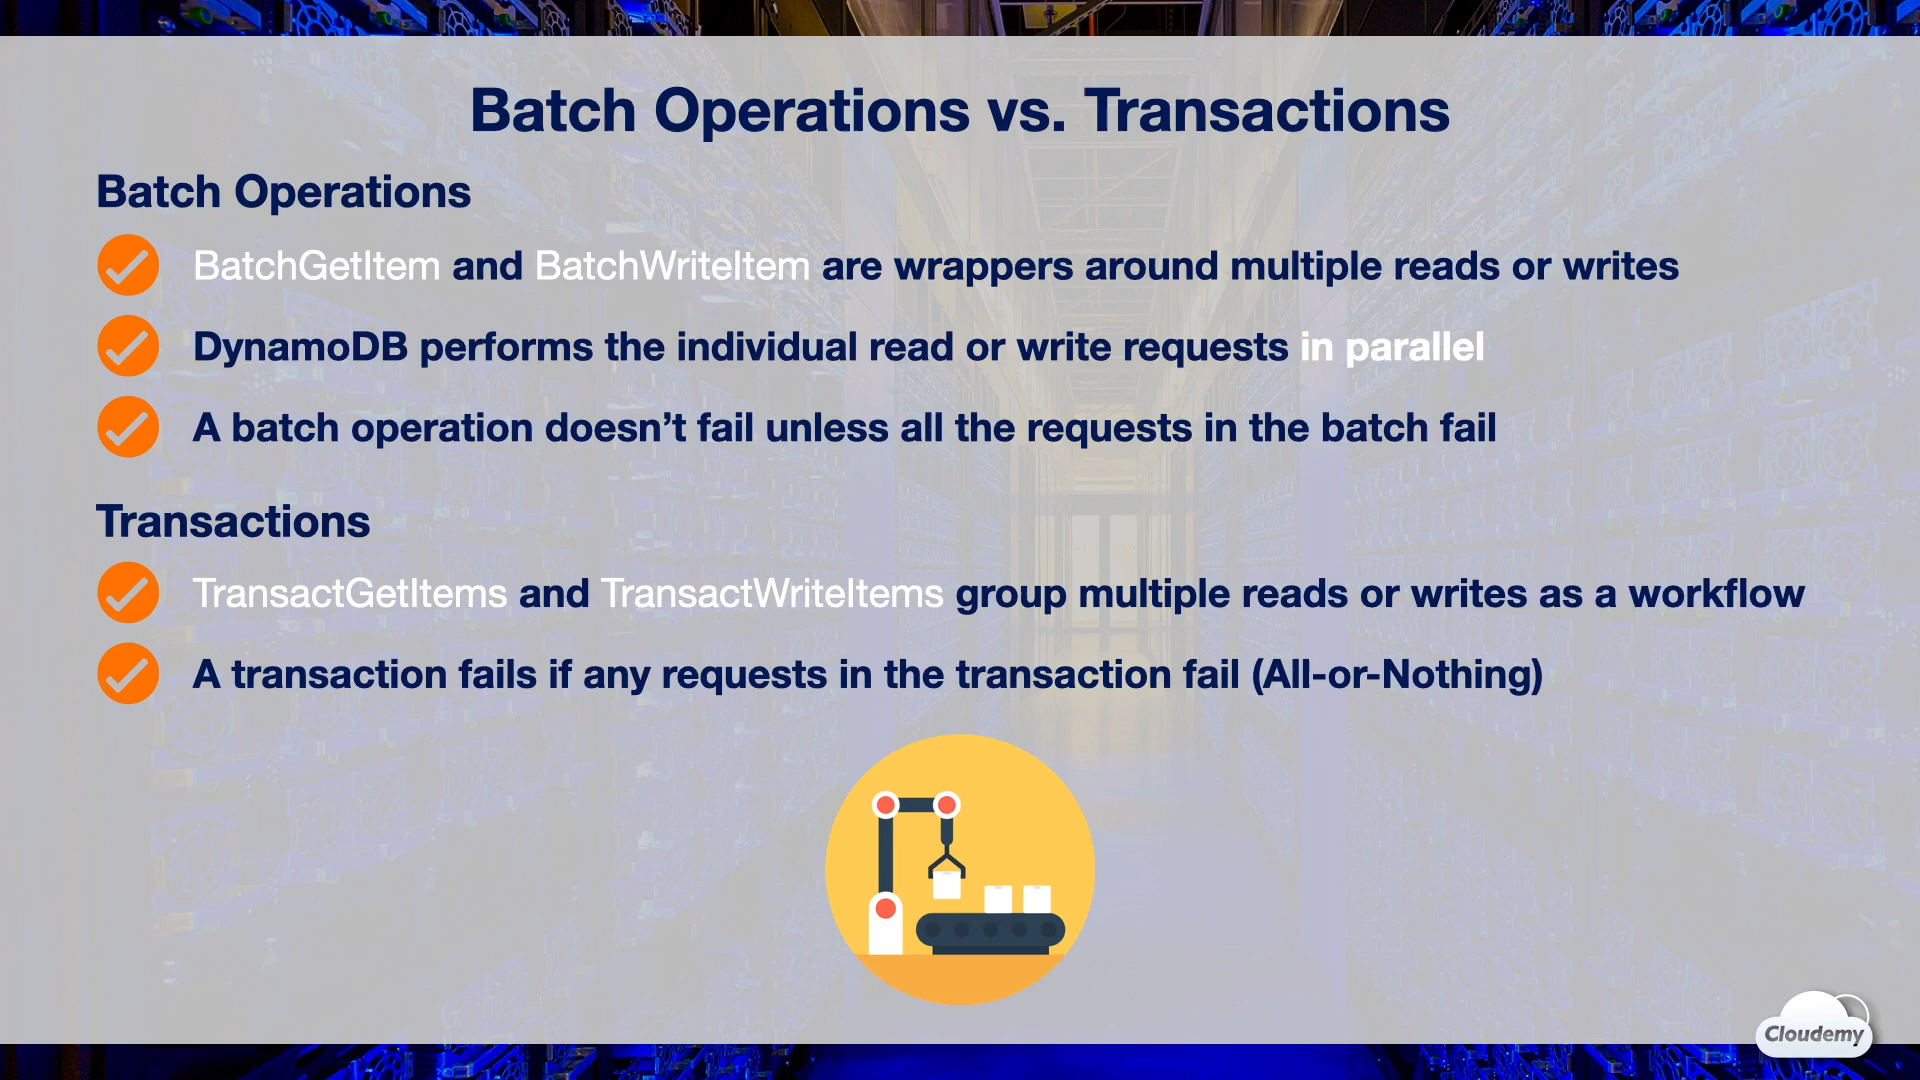 Batch Operations vs. Transactions
Batch Operations
BatchGetItem and BatchWriteItem are wrappers around multiple reads or writes
DynamoDB performs the individual read or write requests in parallel
A batch operation doesn’t fail unless all the requests in the batch fail
Transactions
TransactGetItems and TransactWriteItems group multiple reads or writes as a workflow
A transaction fails if any requests in the transaction fail (All-or-Nothing)
Cloudemy